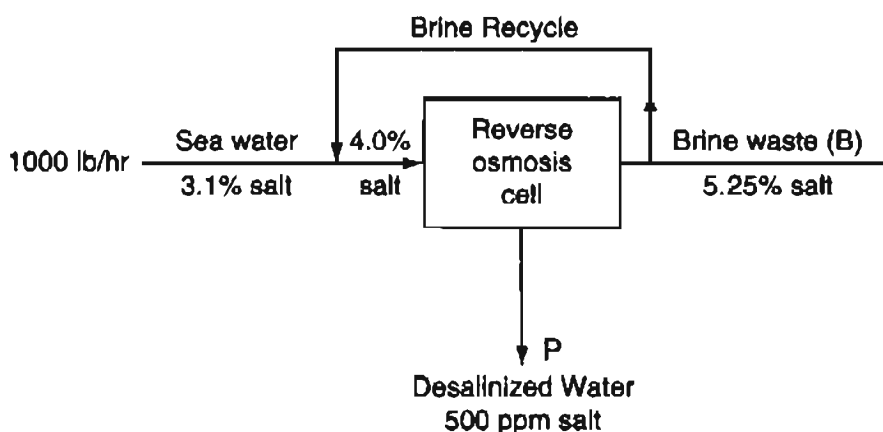 Brine Recycle
1000 lb/hr
Sea water
3.1% salt
4.0%
salt
Reverse
osmosis
cell
Brine waste (B)
5.25% salt
P
Desalinized Water
500 ppm salt